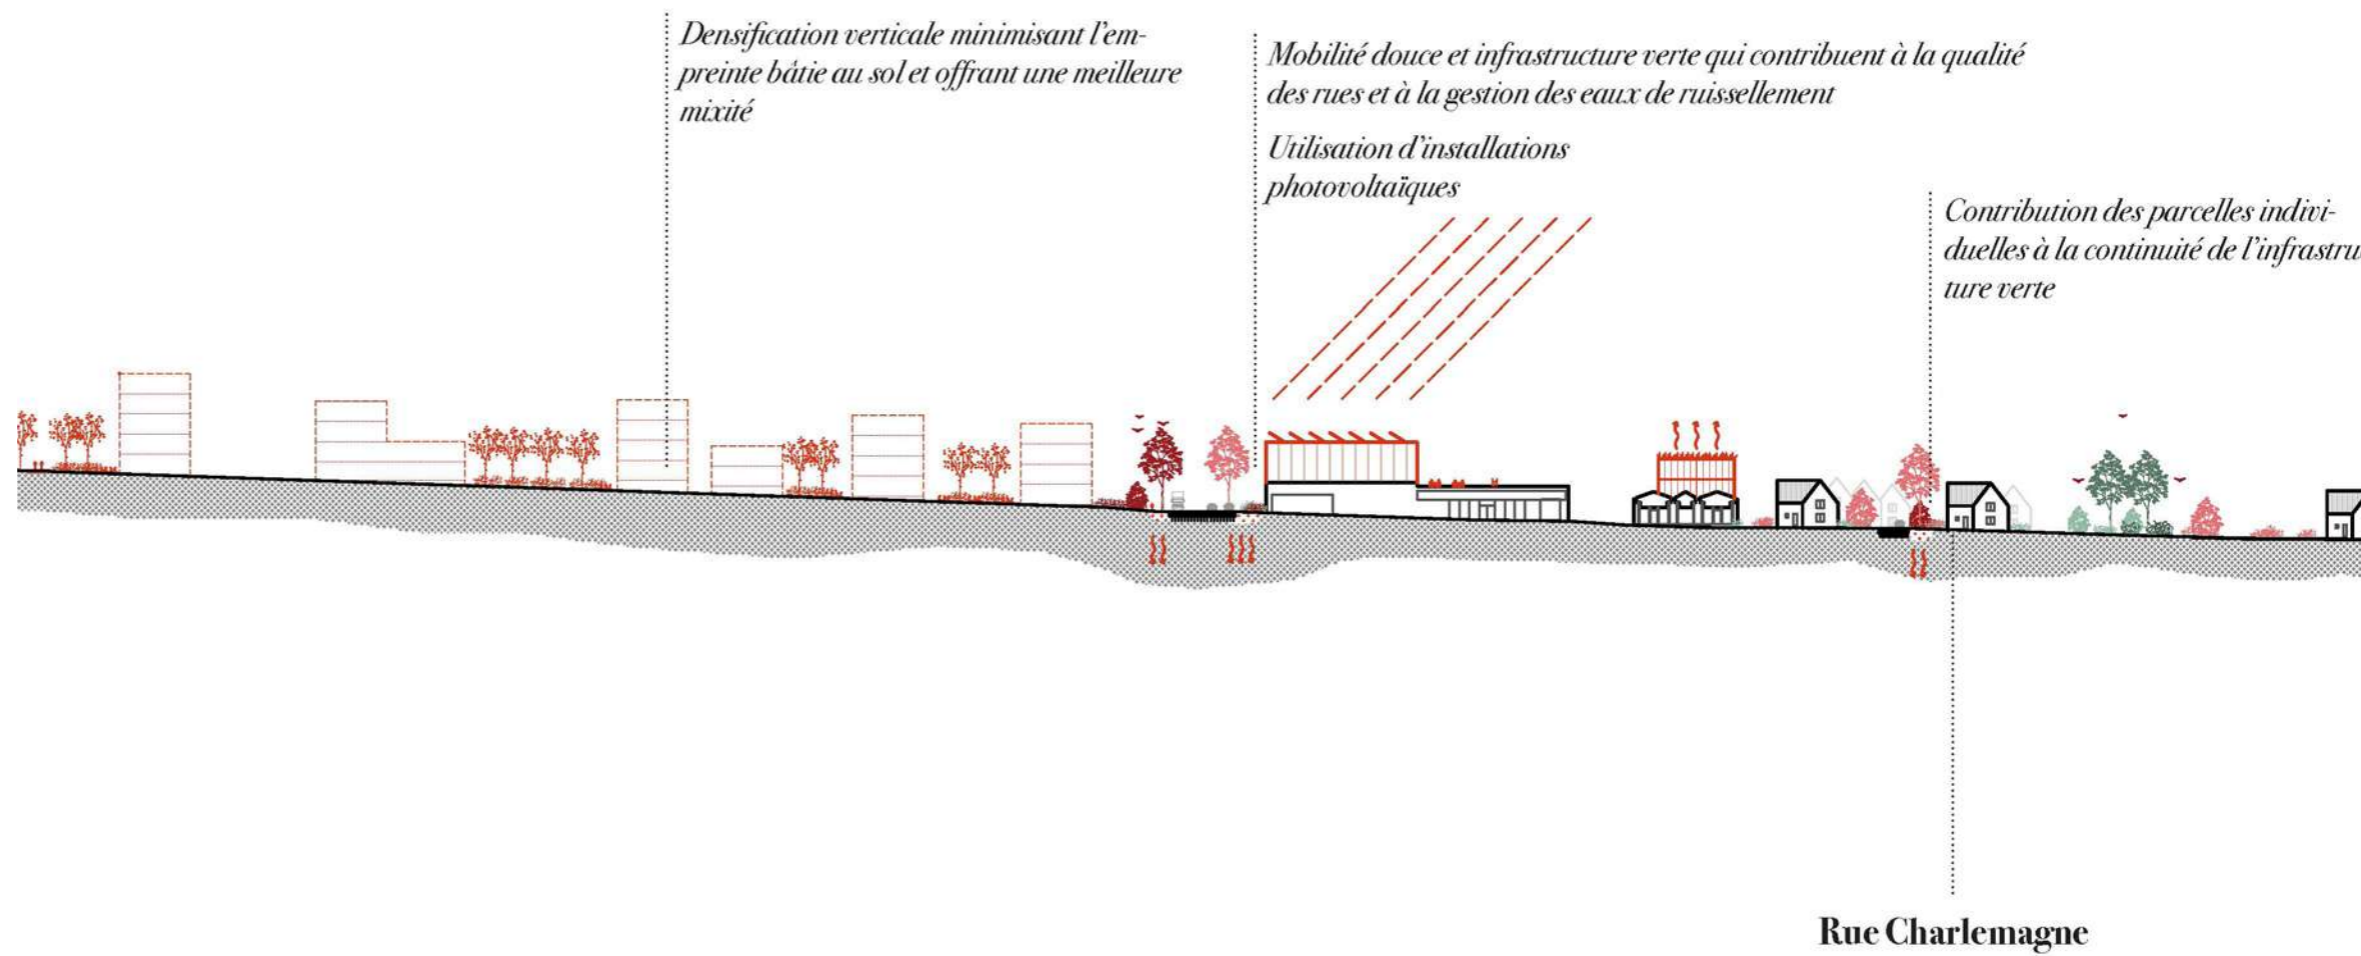 Densification verticale minimisant l'em-
preinte bâtie au sol et offrant une meilleure
mixité
Mobilité douce et infrastructure verte qui contribuent à la qualité
des rues et à la gestion des eaux de ruissellement
Utilisation d'installations
photovoltaïques
Contribution des parcelles indivi-
duelles à la continuité de l'infrastru
ture verte
Rue Charlemagne